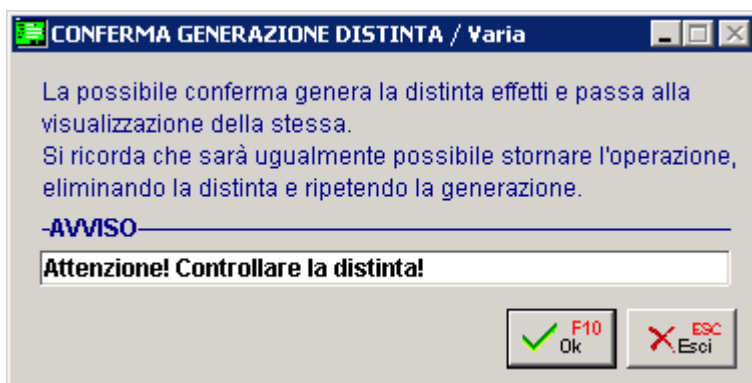 CONFERMA GENERAZIONE DISTINTA / Varia
La possibile conferma genera la distinta effetti e passa alla
visualizzazione della stessa.
Si ricorda che sarà ugualmente possibile stornare l'operazione,
eliminando la distinta e ripetendo la generazione.
-AVVISO
Attenzione! Controllare la distinta!
F10
Ok
ESC
Esci